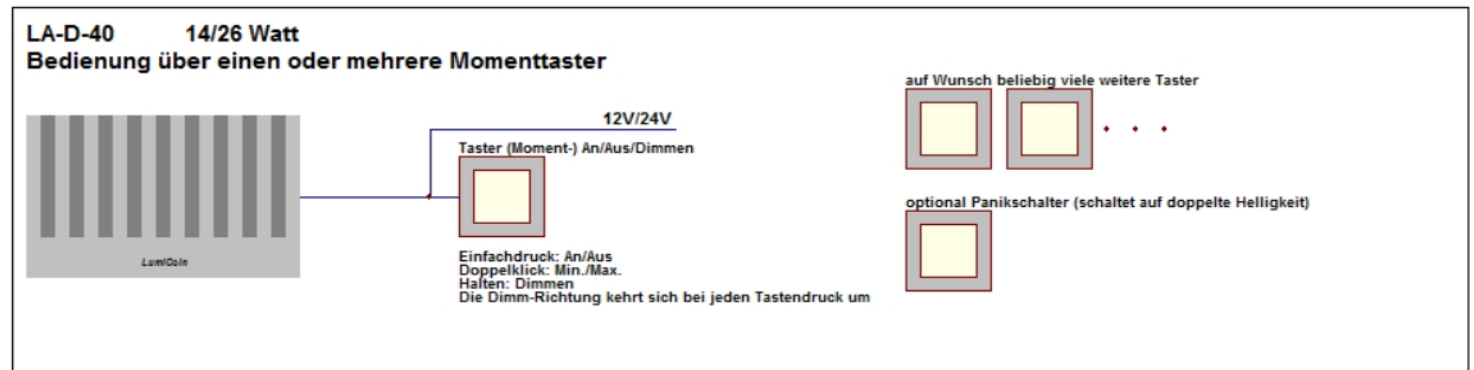 LA-D-40 14/26 Watt
Bedienung über einen oder mehrere Momenttaster
auf Wunsch beliebig viele weitere Taster
12V/24V
Taster (Moment-) An/Aus/Dimmen
optional Panikschalter (schaltet auf doppelte Helligkeit)
LumiCoin
Einfachdruck: An/Aus
Doppelklick: Min./Max.
Halten: Dimmen
Die Dimm-Richtung kehrt sich bei jeden Tastendruck um